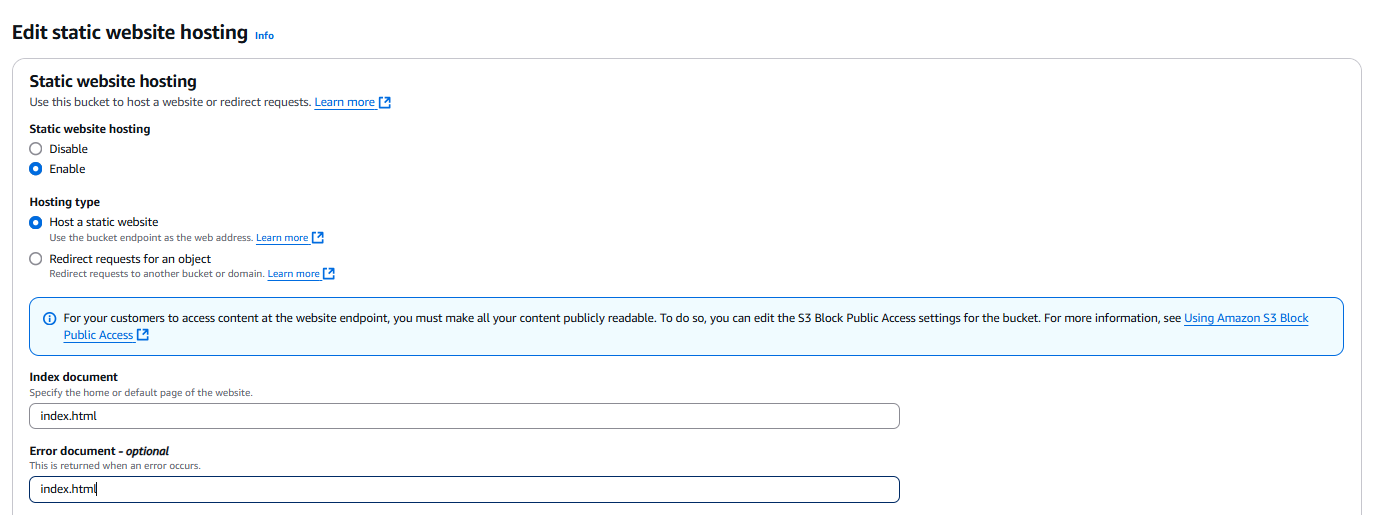 Edit static website hosting Info
Static website hosting
Use this bucket to host a website or redirect requests. Learn more
Static website hosting
Disable
Enable
Hosting type
Host a static website
Use the bucket endpoint as the web address. Learn more
Redirect requests for an object
Redirect requests to another bucket or domain. Learn more
For your customers to access content at the website endpoint, you must make all your content publicly readable. To do so, you can edit the S3 Block Public Access settings for the bucket. For more information, see Using Amazon S3 Block
Public Access
Index document
Specify the home or default page of the website.
index.html
Error document - optional
This is returned when an error occurs.
index.html